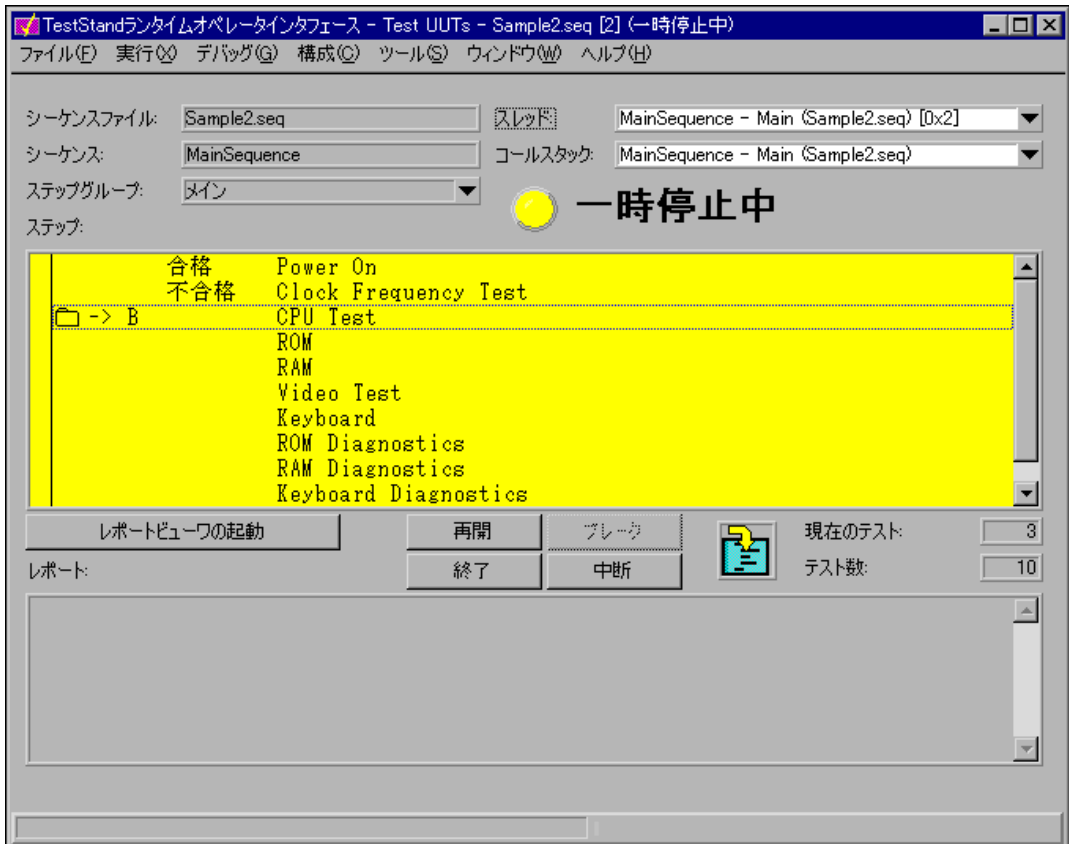 TestStandランタイムオペレータインタフェース - Test UUTs - Sample2.seq [2] (一時停止中)
ファイル(F) 実行(X) デバッグ(G) 構成(C) ツール(S) ウィンドウ(W) ヘルプ(H)
シーケンスファイル: Sample2.seq スレッド: MainSequence - Main (Sample2.seq) [0x2]
シーケンス: MainSequence コールスタック: MainSequence - Main (Sample2.seq)
ステップグループ: メイン
一時停止中
ステップ:
合格 Power On
不合格 Clock Frequency Test
-> B CPU Test
ROM
RAM
Video Test
Keyboard
ROM Diagnostics
RAM Diagnostics
Keyboard Diagnostics
レポートビューワの起動 再開 ブレーク 現在のテスト: 3
レポート: 終了 中断 テスト数: 10